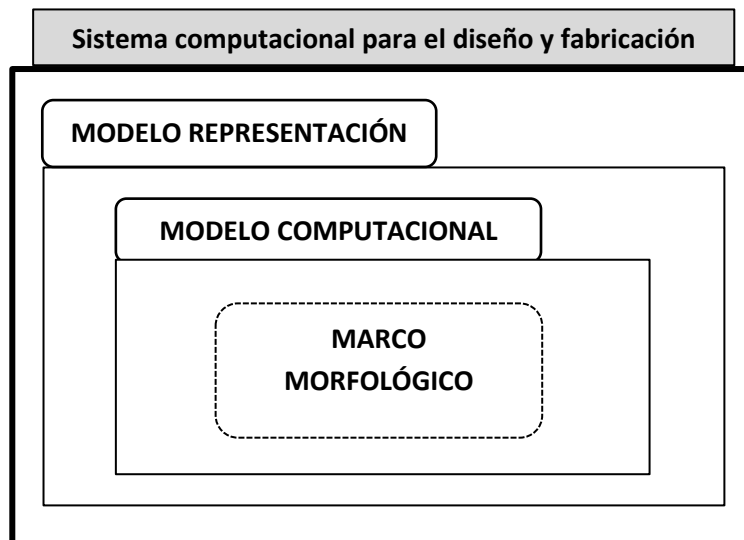 Sistema computacional para el diseño y fabricación
MODELO REPRESENTACIÓN
MODELO COMPUTACIONAL
MARCO
MORFOLÓGICO